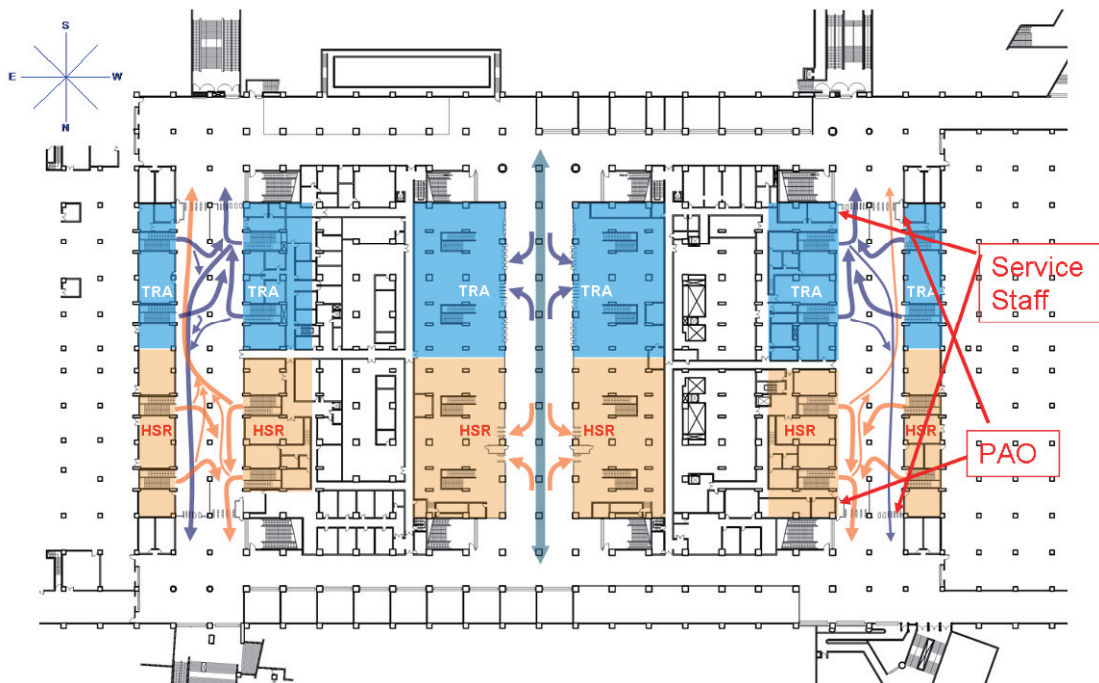 S
E
W
N
TRA
TRA
TRA
TRA
TRA
TRA
Service
Staff
HSR
HSR
HSR
HSR
HSR
HSR
PAO